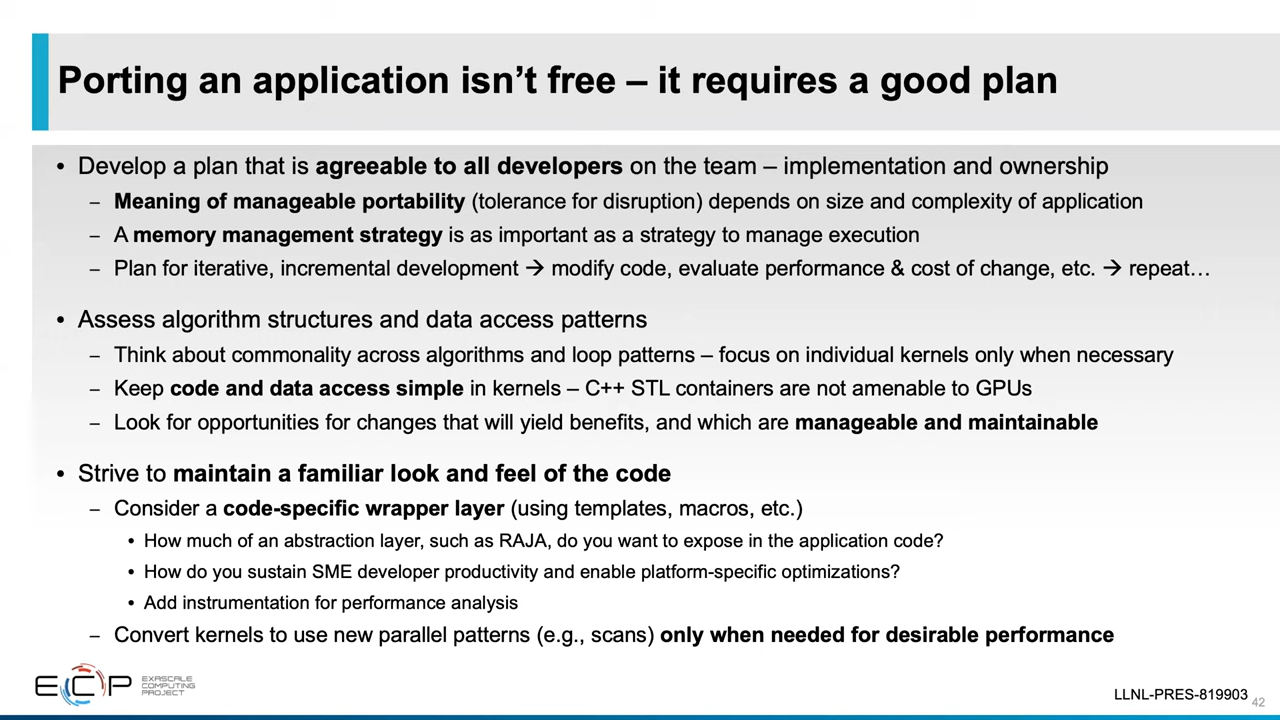 Porting an application isn’t free – it requires a good plan
• Develop a plan that is agreeable to all developers on the team – implementation and ownership
– Meaning of manageable portability (tolerance for disruption) depends on size and complexity of application
– A memory management strategy is as important as a strategy to manage execution
– Plan for iterative, incremental development → modify code, evaluate performance & cost of change, etc. → repeat…
• Assess algorithm structures and data access patterns
– Think about commonality across algorithms and loop patterns – focus on individual kernels only when necessary
– Keep code and data access simple in kernels – C++ STL containers are not amenable to GPUs
– Look for opportunities for changes that will yield benefits, and which are manageable and maintainable
• Strive to maintain a familiar look and feel of the code
– Consider a code-specific wrapper layer (using templates, macros, etc.)
• How much of an abstraction layer, such as RAJA, do you want to expose in the application code?
• How do you sustain SME developer productivity and enable platform-specific optimizations?
• Add instrumentation for performance analysis
– Convert kernels to use new parallel patterns (e.g., scans) only when needed for desirable performance
ECP
EXASCALE
COMPUTING
PROJECT
LLNL-PRES-819903
42